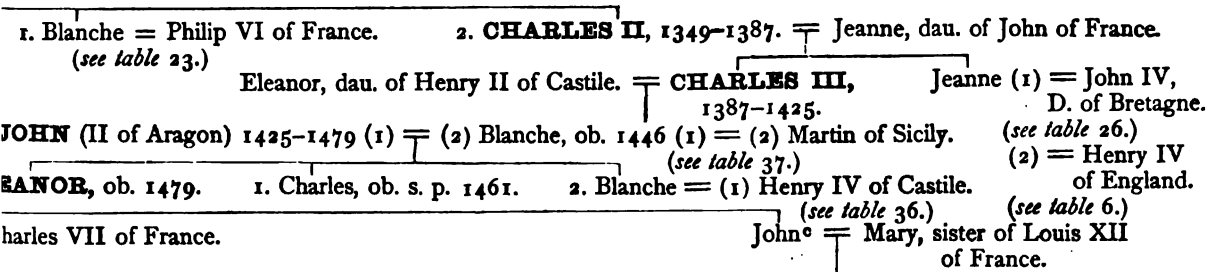 1. Blanche = Philip VI of France. 2. CHARLES II, 1349–1387. = Jeanne, dau. of John of France.
(see table 23.)
Eleanor, dau. of Henry II of Castile. = CHARLES III, Jeanne (1) = John IV,
1387–1425. D. of Bretagne.
JOHN (II of Aragon) 1425–1479 (1) = (2) Blanche, ob. 1446 (1) = (2) Martin of Sicily. (see table 26.)
(see table 37.) (2) = Henry IV
EANOR, ob. 1479. 1. Charles, ob. s. p. 1461. 2. Blanche = (1) Henry IV of Castile. of England.
(see table 36.) (see table 6.)
harles VII of France. John = Mary, sister of Louis XII
of France.